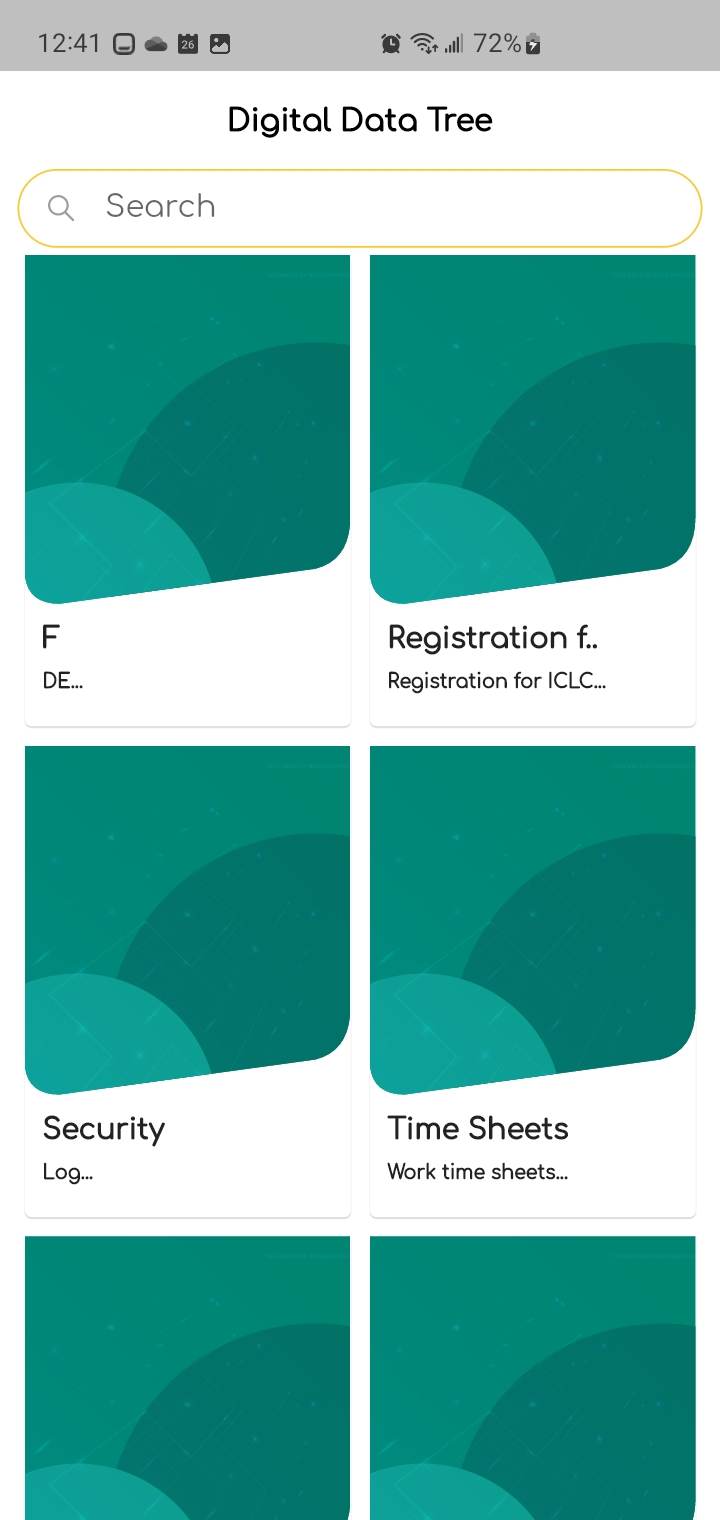 12:41 26 72%
Digital Data Tree
Search
F
DE...
Registration f..
Registration for ICLC...
Security
Log...
Time Sheets
Work time sheets...